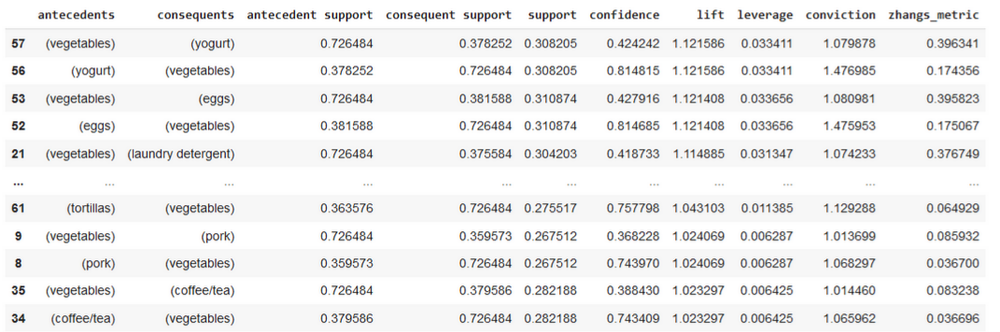 antecedents consequents antecedent support consequent support support confidence lift leverage conviction zhangs_metric
57 (vegetables) (yogurt) 0.726484 0.378252 0.308205 0.424242 1.121586 0.033411 1.079878 0.396341
56 (yogurt) (vegetables) 0.378252 0.726484 0.308205 0.814815 1.121586 0.033411 1.476985 0.174356
53 (vegetables) (eggs) 0.726484 0.381588 0.310874 0.427916 1.121408 0.033656 1.080981 0.395823
52 (eggs) (vegetables) 0.381588 0.726484 0.310874 0.814685 1.121408 0.033656 1.475953 0.175067
21 (vegetables) (laundry detergent) 0.726484 0.375584 0.304203 0.418733 1.114885 0.031347 1.074233 0.376749
... ... ... ... ... ... ... ... ... ... ...
61 (tortillas) (vegetables) 0.363576 0.726484 0.275517 0.757798 1.043103 0.011385 1.129288 0.064929
9 (vegetables) (pork) 0.726484 0.359573 0.267512 0.368228 1.024069 0.006287 1.013699 0.085932
8 (pork) (vegetables) 0.359573 0.726484 0.267512 0.743970 1.024069 0.006287 1.068297 0.036700
35 (vegetables) (coffee/tea) 0.726484 0.379586 0.282188 0.388430 1.023297 0.006425 1.014460 0.083238
34 (coffee/tea) (vegetables) 0.379586 0.726484 0.282188 0.743409 1.023297 0.006425 1.065962 0.036696